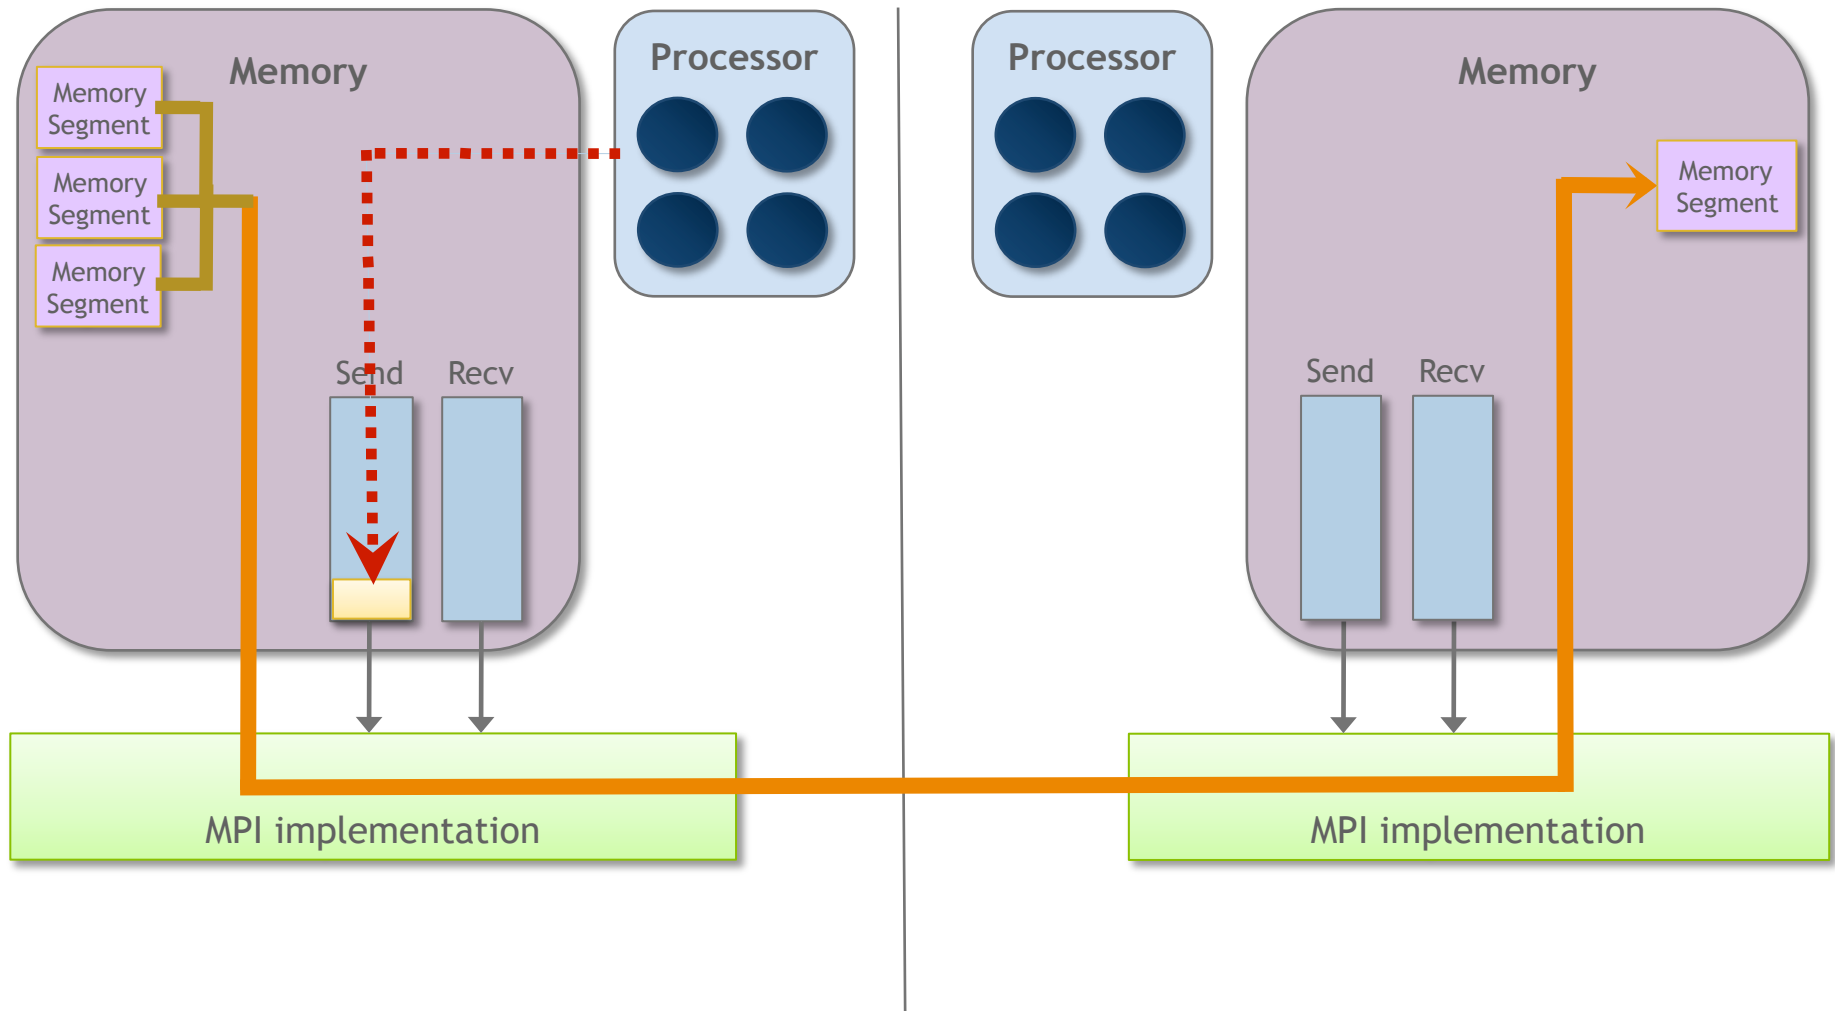 Memory
Memory
Segment
Memory
Segment
Memory
Segment
Send
Recv
Processor
Processor
Memory
Memory
Segment
Send
Recv
MPI implementation
MPI implementation